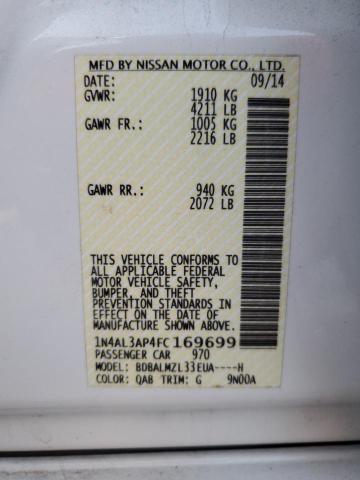 MFD BY NISSAN MOTOR CO., LTD.
DATE: 09/14
GVWR: 1910 KG
4211 LB
GAWR FR.: 1005 KG
2216 LB
GAWR RR.: 940 KG
2072 LB
THIS VEHICLE CONFORMS TO
ALL APPLICABLE FEDERAL
MOTOR VEHICLE SAFETY,
BUMPER, AND THEFT
PREVENTION STANDARDS IN
EFFECT ON THE DATE OF
MANUFACTURE SHOWN ABOVE.
1N4AL3AP4FC169699
PASSENGER CAR 970
MODEL: BDBALMZL33EUA----H
COLOR: QAB TRIM: G 9N00A